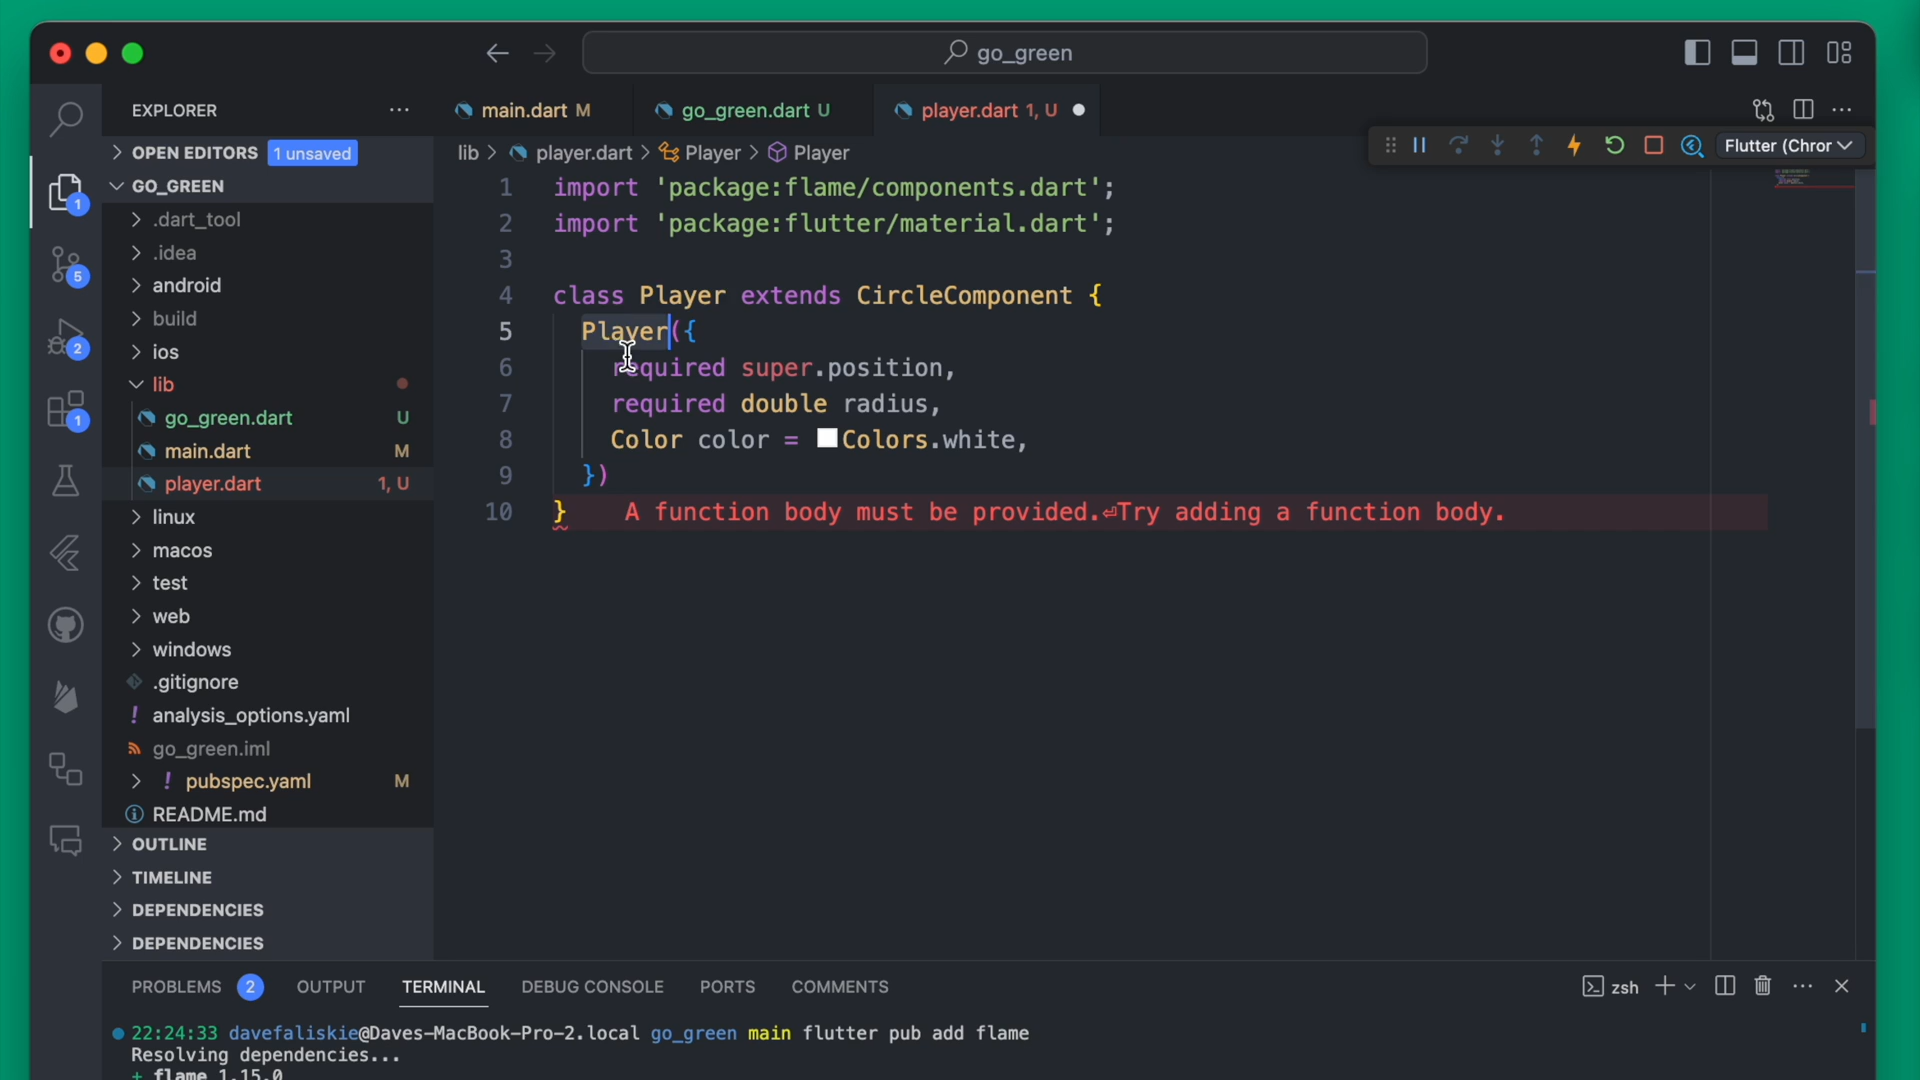 go_green
EXPLORER
main.dart M
go_green.dart U
player.dart 1, U
OPEN EDITORS 1 unsaved
lib > player.dart > Player > Player
Flutter (Chror
GO_GREEN
.dart_tool
.idea
android
build
ios
lib
go_green.dart U
main.dart M
player.dart 1, U
linux
macos
test
web
windows
.gitignore
analysis_options.yaml
go_green.iml
pubspec.yaml M
README.md
OUTLINE
TIMELINE
DEPENDENCIES
DEPENDENCIES
1
5
2
1
1 import 'package:flame/components.dart';
2 import 'package:flutter/material.dart';
3
4 class Player extends CircleComponent {
5 Player({
6 required super.position,
7 required double radius,
8 Color color = Colors.white,
9 })
10 } A function body must be provided.⏎Try adding a function body.
PROBLEMS 2 OUTPUT TERMINAL DEBUG CONSOLE PORTS COMMENTS
zsh
22:24:33 davefaliskie@Daves-MacBook-Pro-2.local go_green main flutter pub add flame
Resolving dependencies...
+ flame 1.15.0